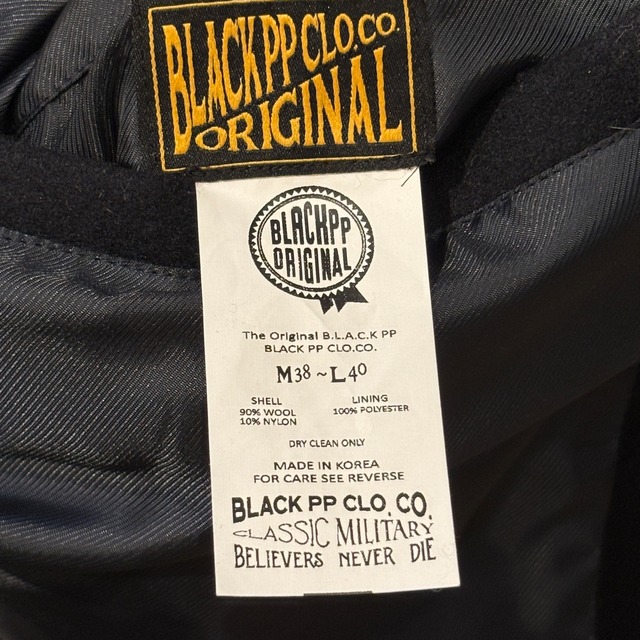 BLACK PP CLO.CO.
ORIGINAL
BLACKPP
ORIGINAL
The Original B.L.A.C.K PP
BLACK PP CLO.CO.
M38 ~ L40
SHELL LINING
90% WOOL 100% POLYESTER
10% NYLON
DRY CLEAN ONLY
MADE IN KOREA
FOR CARE SEE REVERSE
BLACK PP CLO. CO.
CLASSIC MILITARY
BELIEVERS NEVER DIE